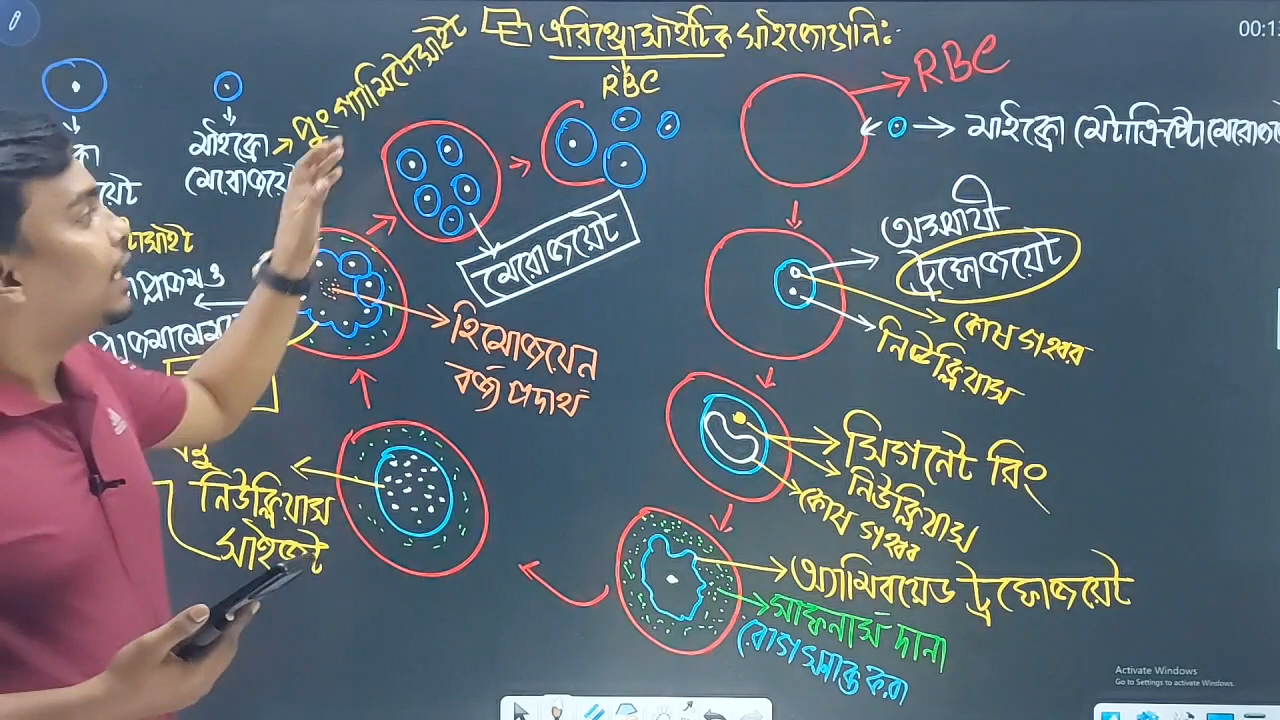 এরিথ্রোসাইটিক সাইজোগনি:
RBC
00:1
RBC
মাইক্রো মেটাক্রিপ্টোমেরোজ
পুং গ্যামিটোসাইট
মাইক্রো
মেরোজয়েট
মেরোজয়েট
অস্থায়ী
ট্রফোজয়েট
কোষ গহ্বর
নিউক্লিয়াস
হিমোজয়েন
বর্জ্য পদার্থ
সিগনেট রিং
নিউক্লিয়াস
কোষ গহ্বর
নিউক্লিয়াস
সাইজন্ট
অ্যামিবয়েড ট্রফোজয়েট
সাফনার্স দানা
রোগ সনাক্ত করা
Activate Windows
Go to Settings to activate Windows.